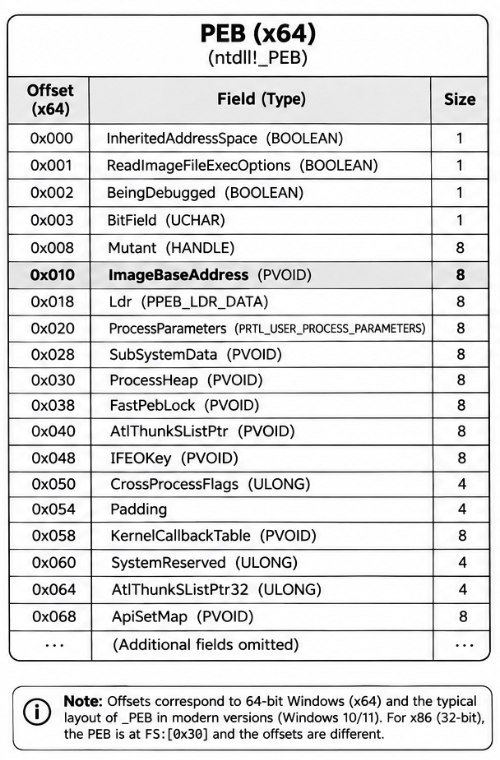 PEB (x64)
(ntdll!_PEB)
Offset (x64) Field (Type) Size
0x000 InheritedAddressSpace (BOOLEAN) 1
0x001 ReadImageFileExecOptions (BOOLEAN) 1
0x002 BeingDebugged (BOOLEAN) 1
0x003 BitField (UCHAR) 1
0x008 Mutant (HANDLE) 8
0x010 ImageBaseAddress (PVOID) 8
0x018 Ldr (PPEB_LDR_DATA) 8
0x020 ProcessParameters (PRTL_USER_PROCESS_PARAMETERS) 8
0x028 SubSystemData (PVOID) 8
0x030 ProcessHeap (PVOID) 8
0x038 FastPebLock (PVOID) 8
0x040 AtlThunkSListPtr (PVOID) 8
0x048 IFEOKey (PVOID) 8
0x050 CrossProcessFlags (ULONG) 4
0x054 Padding 4
0x058 KernelCallbackTable (PVOID) 8
0x060 SystemReserved (ULONG) 4
0x064 AtlThunkSListPtr32 (ULONG) 4
0x068 ApiSetMap (PVOID) 8
... (Additional fields omitted) ...
Note: Offsets correspond to 64-bit Windows (x64) and the typical
layout of _PEB in modern versions (Windows 10/11). For x86 (32-bit),
the PEB is at FS:[0x30] and the offsets are different.